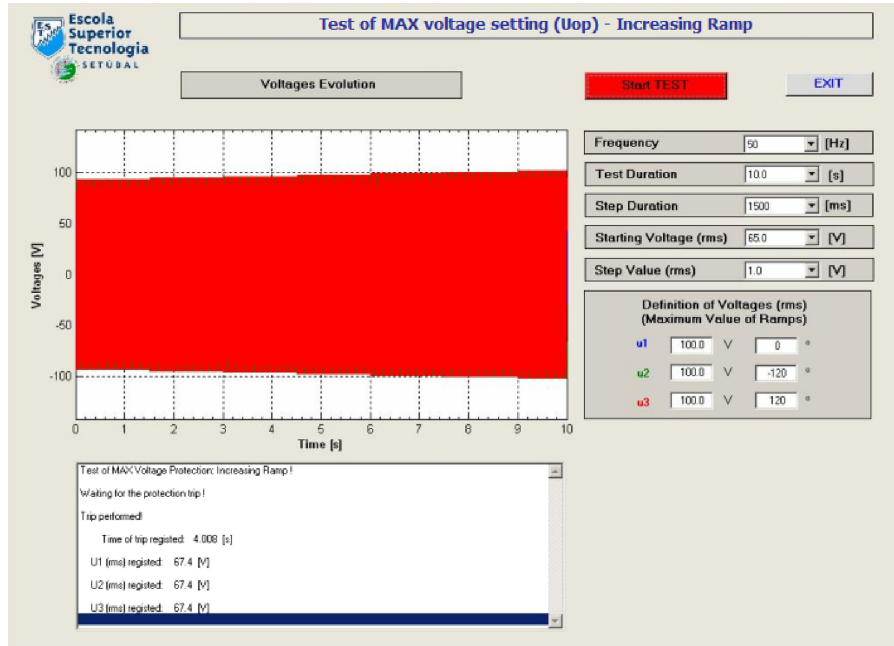 Escola
Superior
Tecnologia
SETÚBAL
Test of MAX voltage setting (Uop) - Increasing Ramp
Voltages Evolution
Start TEST
EXIT
Frequency 50 [Hz]
Test Duration 10.0 [s]
Step Duration 1500 [ms]
Starting Voltage (rms) 65.0 [V]
Step Value (rms) 1.0 [V]
Definition of Voltages (rms)
(Maximum Value of Ramps)
u1 100.0 V 0 °
u2 100.0 V -120 °
u3 100.0 V 120 °
Voltages [V]
100
50
0
-50
-100
0 1 2 3 4 5 6 7 8 9 10
Time [s]
Test of MAX Voltage Protection: Increasing Ramp !
Waiting for the protection trip !
Trip performed!
Time of trip registed: 4.008 [s]
U1 (rms) registed: 67.4 [V]
U2 (rms) registed: 67.4 [V]
U3 (rms) registed: 67.4 [V]